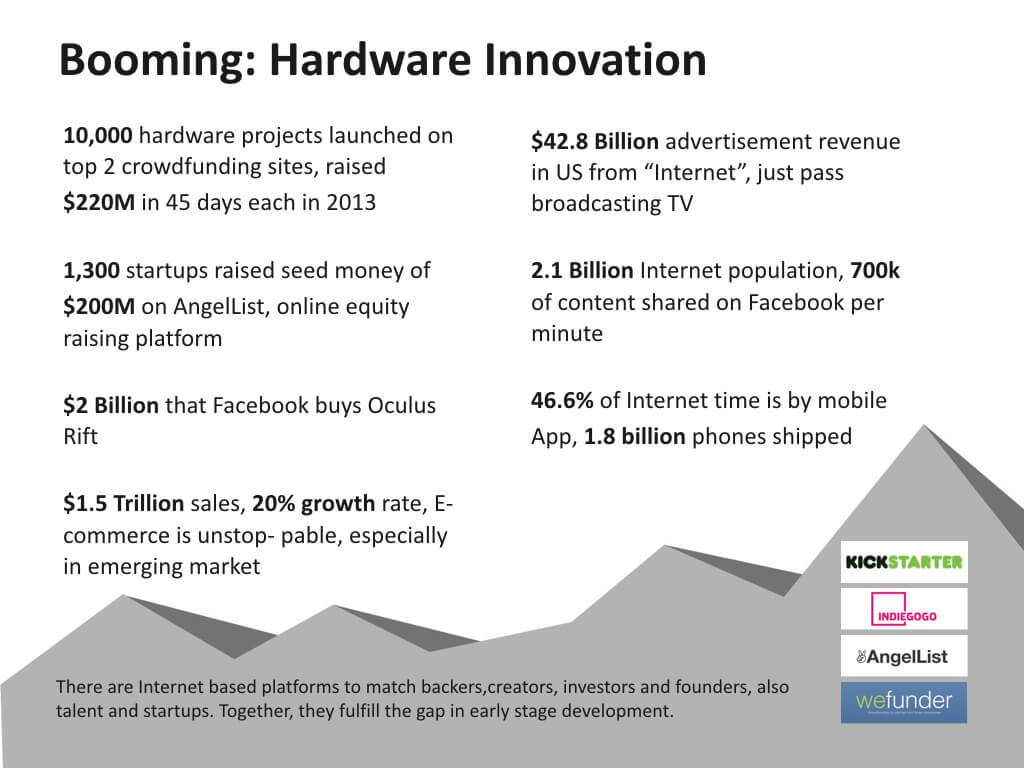 Booming: Hardware Innovation
10,000 hardware projects launched on
top 2 crowdfunding sites, raised
$220M in 45 days each in 2013
1,300 startups raised seed money of
$200M on AngelList, online equity
raising platform
$2 Billion that Facebook buys Oculus
Rift
$1.5 Trillion sales, 20% growth rate, E-
commerce is unstop- pable, especially
in emerging market
$42.8 Billion advertisement revenue
in US from “Internet”, just pass
broadcasting TV
2.1 Billion Internet population, 700k
of content shared on Facebook per
minute
46.6% of Internet time is by mobile
App, 1.8 billion phones shipped
KICKSTARTER
INDIEGOGO
AngelList
wefunder
There are Internet based platforms to match backers,creators, investors and founders, also
talent and startups. Together, they fulfill the gap in early stage development.